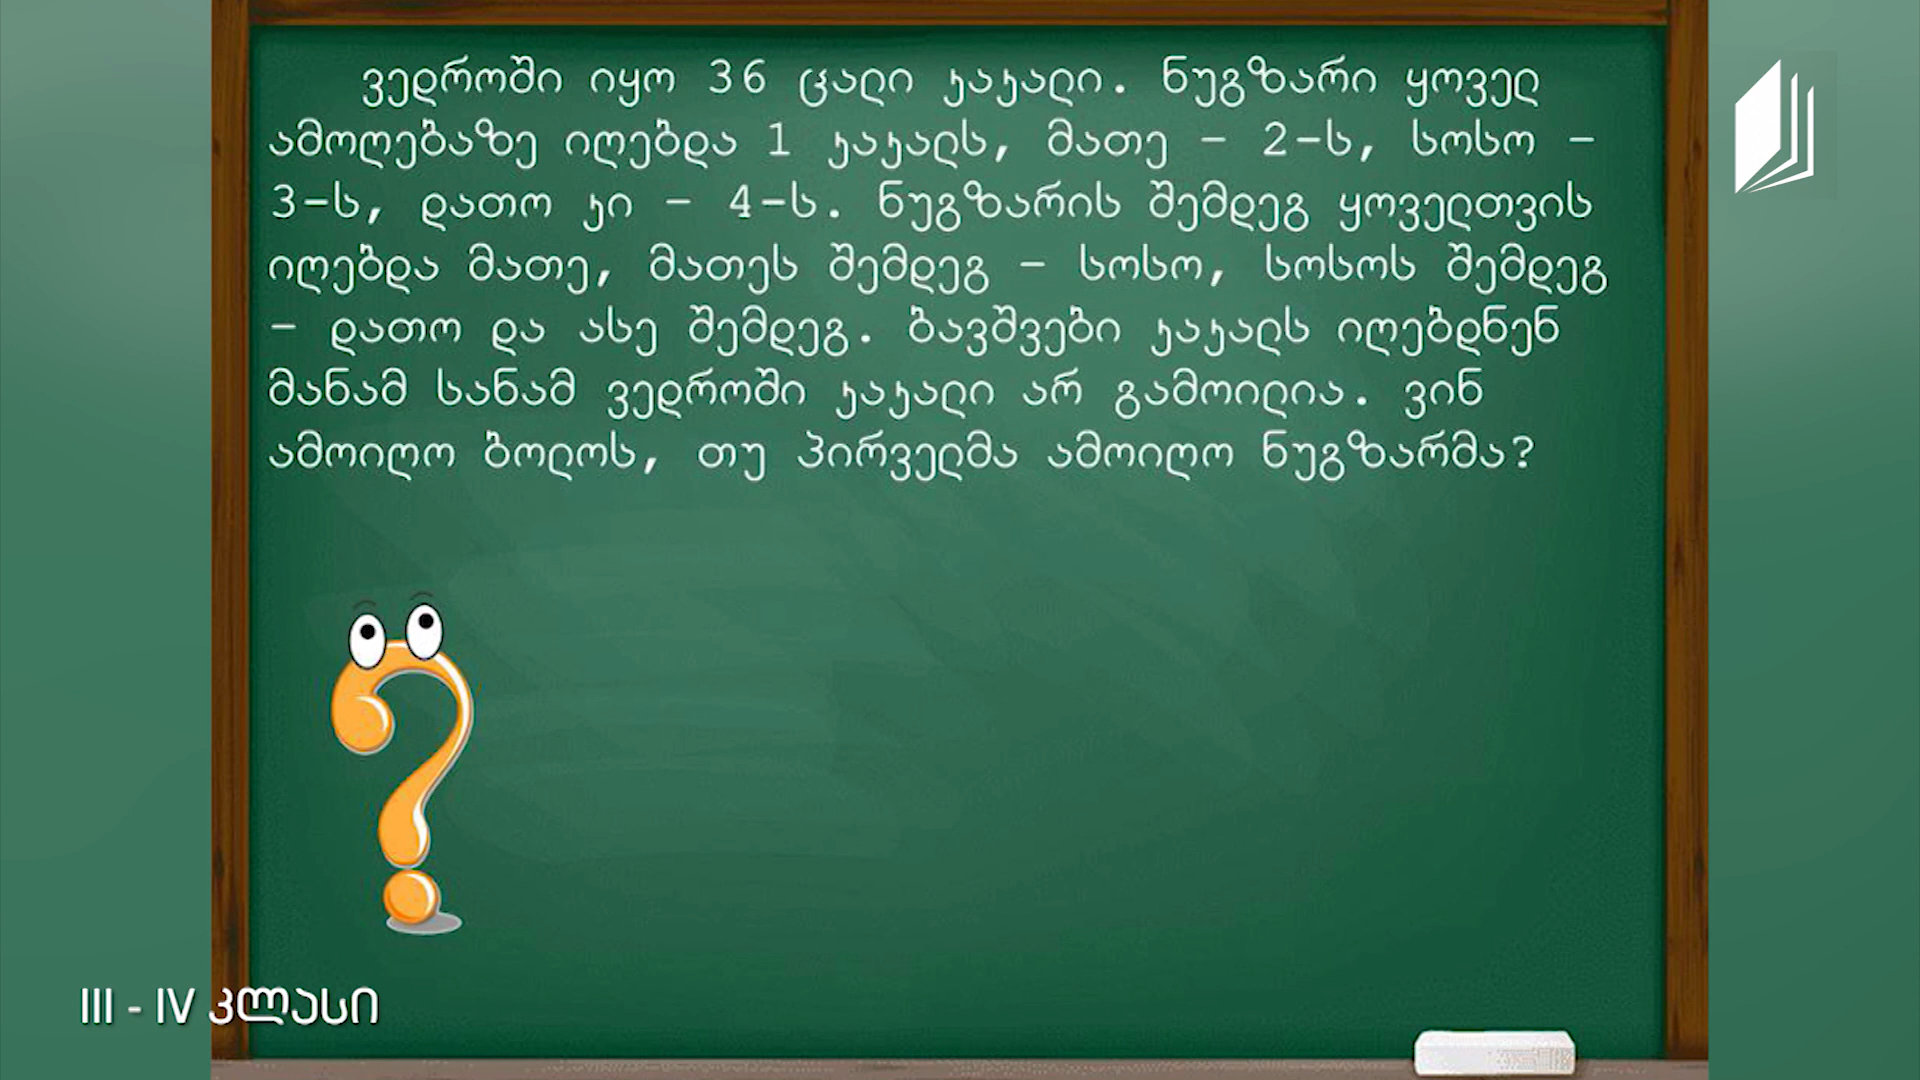 ვედროში იყო 36 ცალი კაკალი. ნუგზარი ყოველ
ამოღებაზე იღებდა 1 კაკალს, მათე – 2-ს, სოსო –
3-ს, დათო კი – 4-ს. ნუგზარის შემდეგ ყოველთვის
იღებდა მათე, მათეს შემდეგ – სოსო, სოსოს შემდეგ
– დათო და ასე შემდეგ. ბავშვები კაკალს იღებდნენ
მანამ სანამ ვედროში კაკალი არ გამოილია. ვინ
ამოიღო ბოლოს, თუ პირველმა ამოიღო ნუგზარმა?
III - IV კლასი